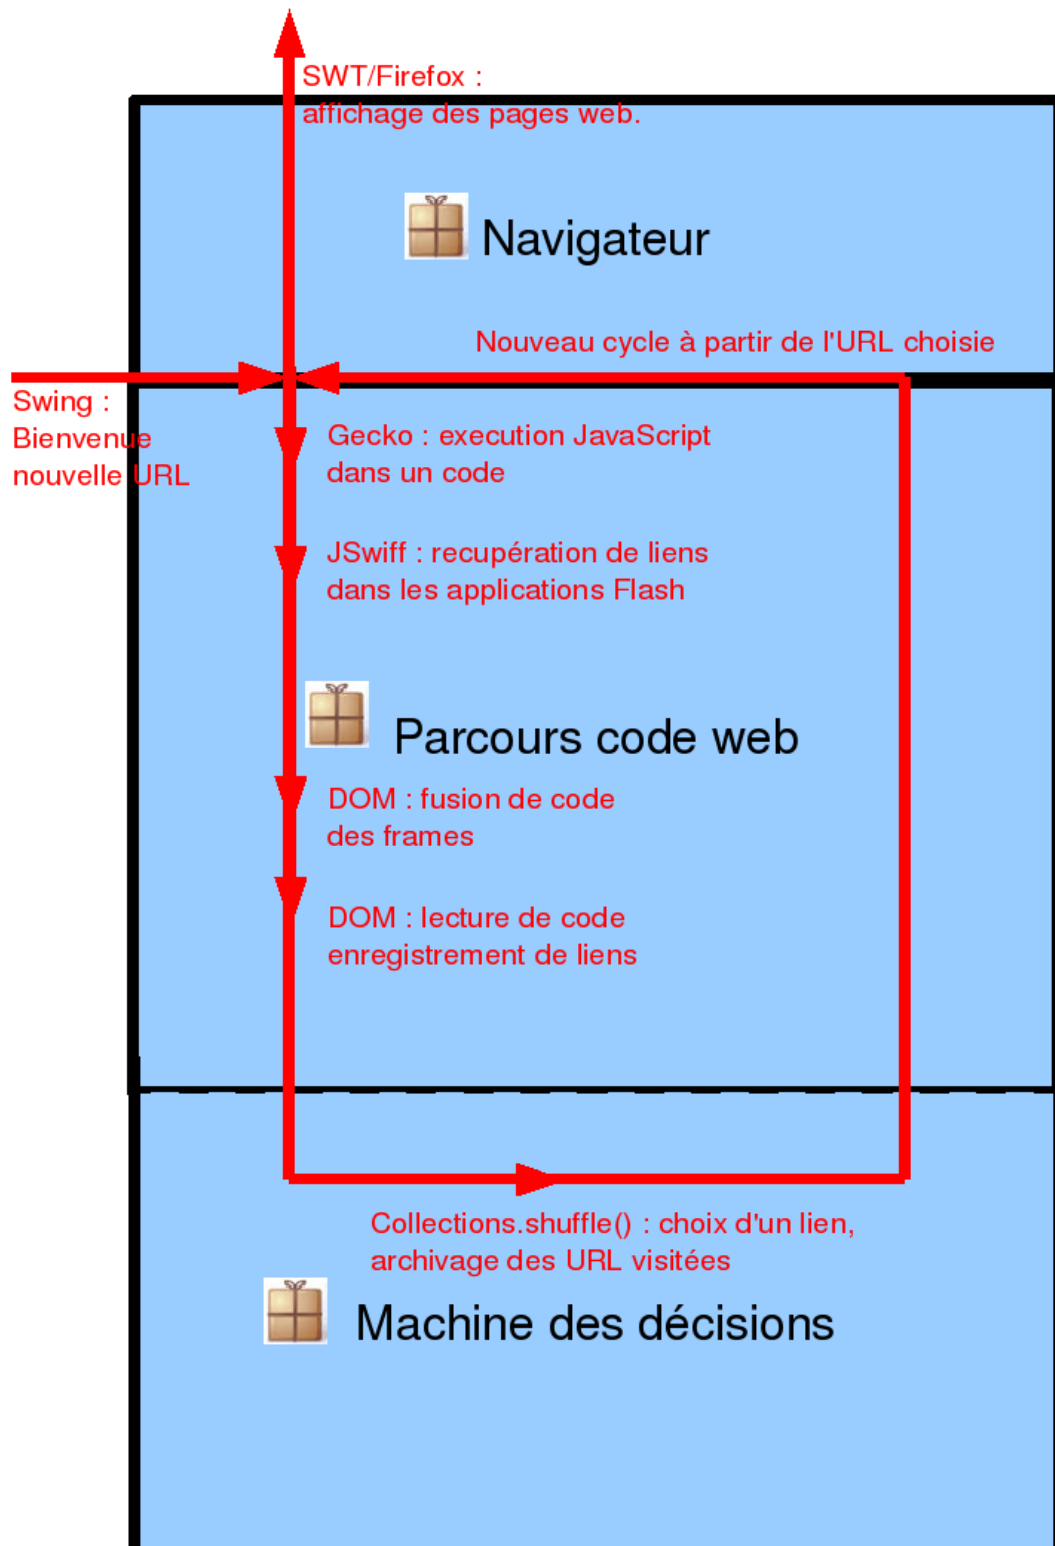 SWT/Firefox :
affichage des pages web.
Navigateur
Nouveau cycle à partir de l'URL choisie
Swing :
Bienvenue
nouvelle URL
Gecko : execution JavaScript
dans un code
JSwiff : recupération de liens
dans les applications Flash
Parcours code web
DOM : fusion de code
des frames
DOM : lecture de code
enregistrement de liens
Collections.shuffle() : choix d'un lien,
archivage des URL visitées
Machine des décisions